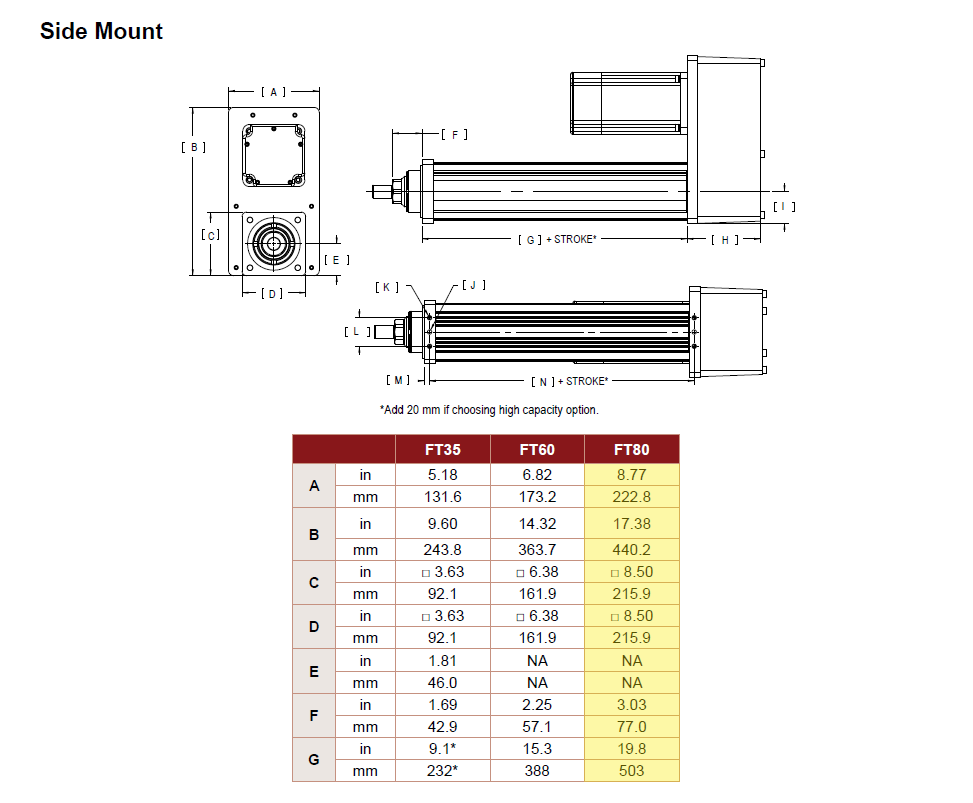 Side Mount
[ A ]
[ B ]
[ C ]
[ D ]
[ E ]
[ F ]
[ G ] + STROKE*
[ H ]
[ I ]
[ K ]
[ J ]
[ L ]
[ M ]
[ N ] + STROKE*
*Add 20 mm if choosing high capacity option.
FT35 FT60 FT80
A in 5.18 6.82 8.77
mm 131.6 173.2 222.8
B in 9.60 14.32 17.38
mm 243.8 363.7 440.2
C in □ 3.63 □ 6.38 □ 8.50
mm 92.1 161.9 215.9
D in □ 3.63 □ 6.38 □ 8.50
mm 92.1 161.9 215.9
E in 1.81 NA NA
mm 46.0 NA NA
F in 1.69 2.25 3.03
mm 42.9 57.1 77.0
G in 9.1* 15.3 19.8
mm 232* 388 503